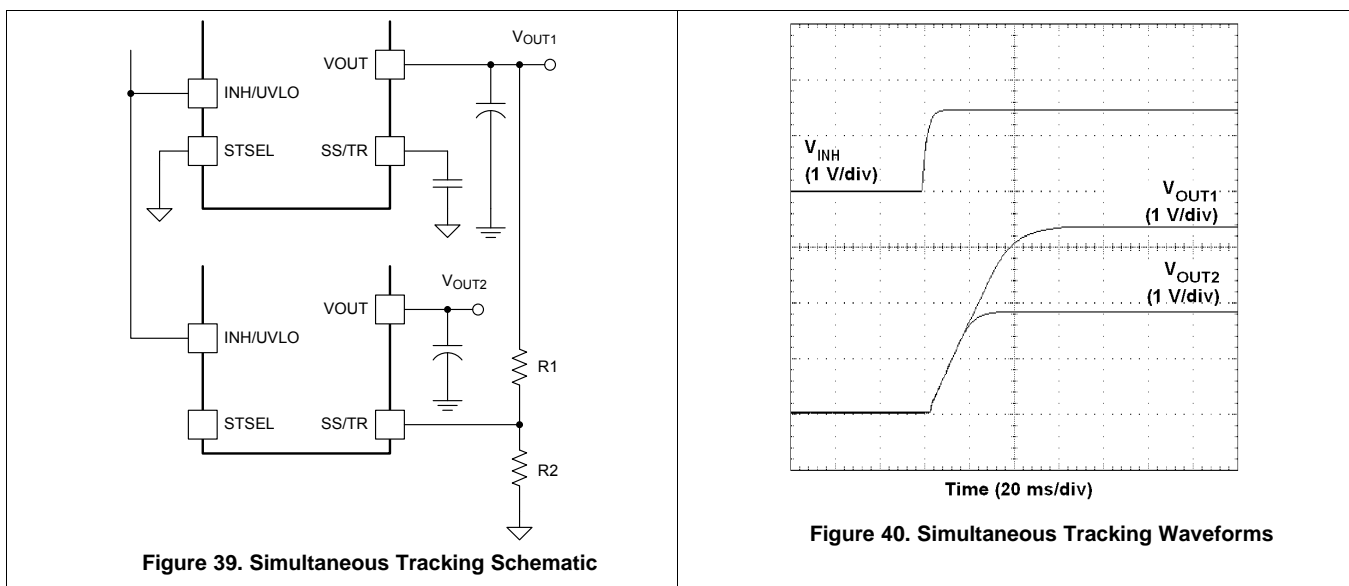 VOUT1
VOUT
INH/UVLO
STSEL
SS/TR
VOUT2
VOUT
INH/UVLO
R1
STSEL
SS/TR
R2
Figure 39. Simultaneous Tracking Schematic
VINH
(1 V/div)
VOUT1
(1 V/div)
VOUT2
(1 V/div)
Time (20 ms/div)
Figure 40. Simultaneous Tracking Waveforms